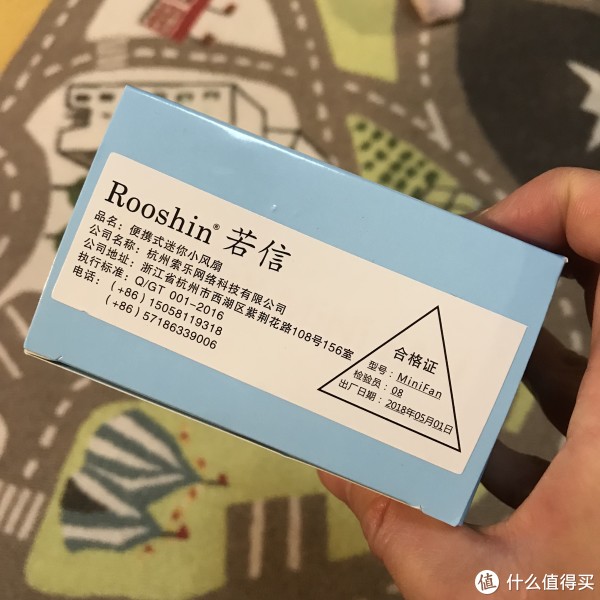 Rooshin® 若信
品名：便携式迷你小风扇
公司名称：杭州索乐网络科技有限公司
公司地址：浙江省杭州市西湖区紫荆花路108号156室
执行标准：Q/GT 001-2016
电话：(+86) 15058119318
(+86) 57186339006
合格证
型号：MiniFan
检验员：08
出厂日期：2018年05月01日
值 什么值得买